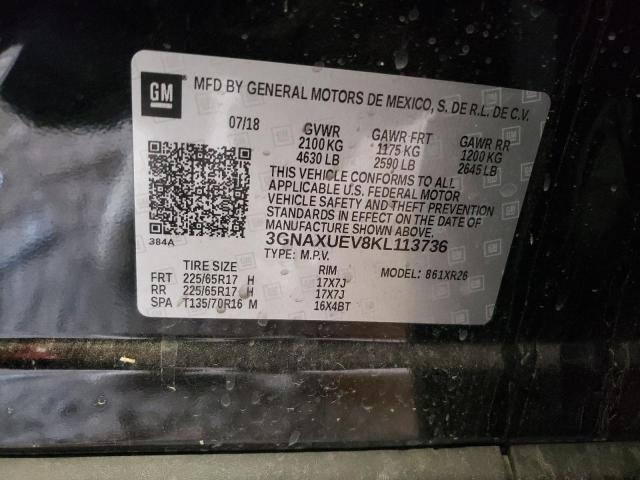 GM MFD BY GENERAL MOTORS DE MEXICO, S. DE R.L. DE C.V.
07/18 GVWR GAWR FRT GAWR RR
2100 KG 1175 KG 1200 KG
4630 LB 2590 LB 2645 LB
THIS VEHICLE CONFORMS TO ALL
APPLICABLE U.S. FEDERAL MOTOR
VEHICLE SAFETY AND THEFT PREVENTION
STANDARDS IN EFFECT ON THE DATE OF
MANUFACTURE SHOWN ABOVE.
384A
3GNAXUEV8KL113736
TYPE: M.P.V.
TIRE SIZE RIM MODEL: 861XR26
FRT 225/65R17 H 17X7J
RR 225/65R17 H 17X7J
SPA T135/70R16 M 16X4BT